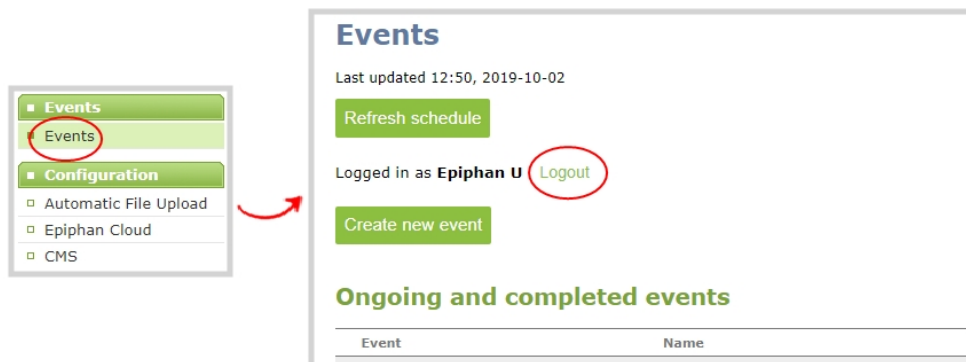 Events
Events
Configuration
Automatic File Upload
Epiphan Cloud
CMS
Events
Last updated 12:50, 2019-10-02
Refresh schedule
Logged in as Epiphan U Logout
Create new event
Ongoing and completed events
Event Name